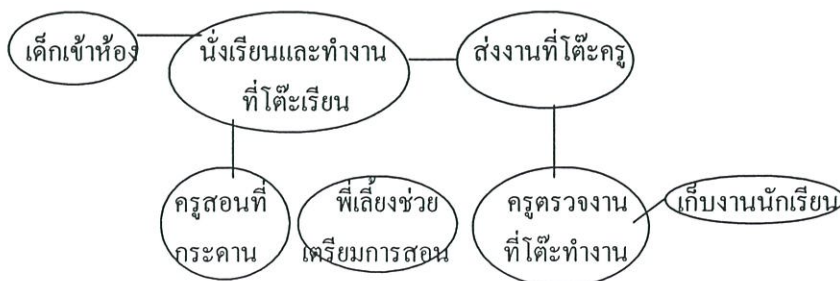 เด็กเข้าห้อง
นั่งเรียนและทำงาน
ที่โต๊ะเรียน
ส่งงานที่โต๊ะครู
ครูสอนที่
กระดาน
พี่เลี้ยงช่วย
เตรียมการสอน
ครูตรวจงาน
ที่โต๊ะทำงาน
เก็บงานนักเรียน